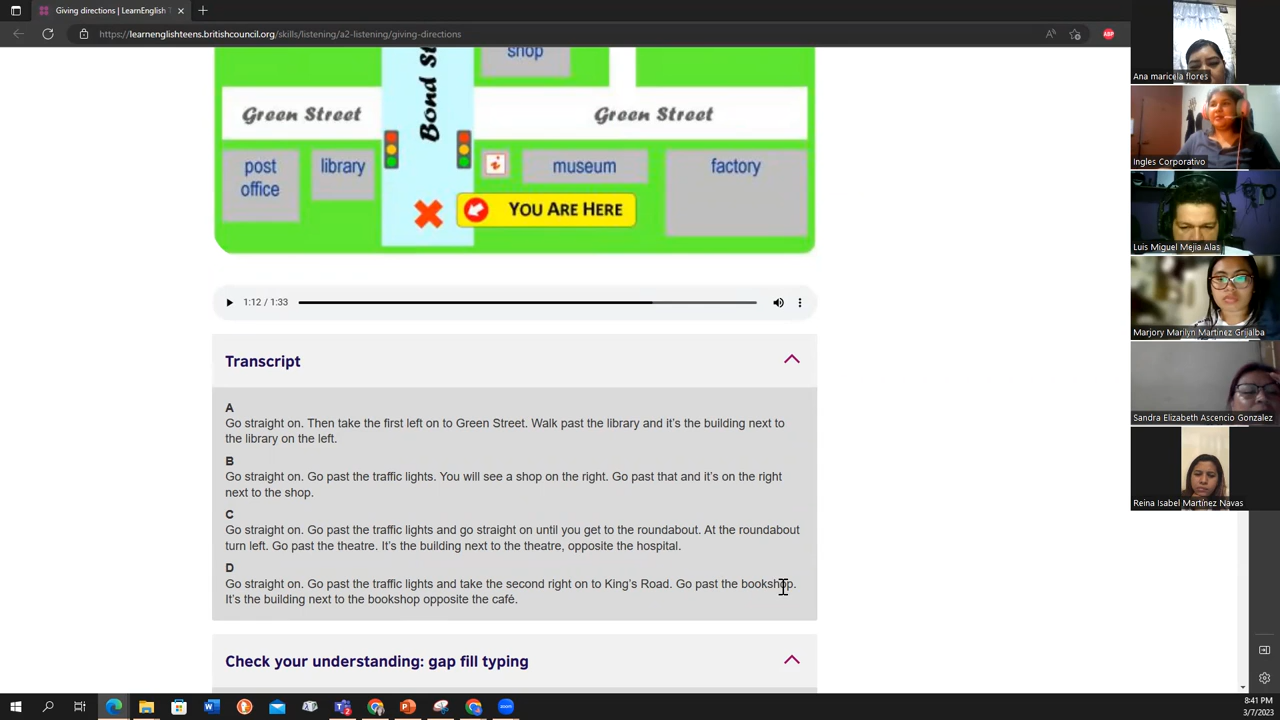 Giving directions | LearnEnglish T
https://learnenglishteens.britishcouncil.org/skills/listening/a2-listening/giving-directions
ABP
shop
Bond St
Green Street
Green Street
post office
library
i
museum
factory
YOU ARE HERE
1:12 / 1:33
Transcript
A
Go straight on. Then take the first left on to Green Street. Walk past the library and it's the building next to
the library on the left.
B
Go straight on. Go past the traffic lights. You will see a shop on the right. Go past that and it's on the right
next to the shop.
C
Go straight on. Go past the traffic lights and go straight on until you get to the roundabout. At the roundabout
turn left. Go past the theatre. It's the building next to the theatre, opposite the hospital.
D
Go straight on. Go past the traffic lights and take the second right on to King's Road. Go past the bookshop.
It's the building next to the bookshop opposite the café.
Check your understanding: gap fill typing
Ana maricela flores
Ingles Corporativo
Luis Miguel Mejia Alas
Marjory Marilyn Martinez Grijalba
Sandra Elizabeth Ascencio Gonzalez
Reina Isabel Martínez Navas
zoom
8:41 PM
3/7/2023